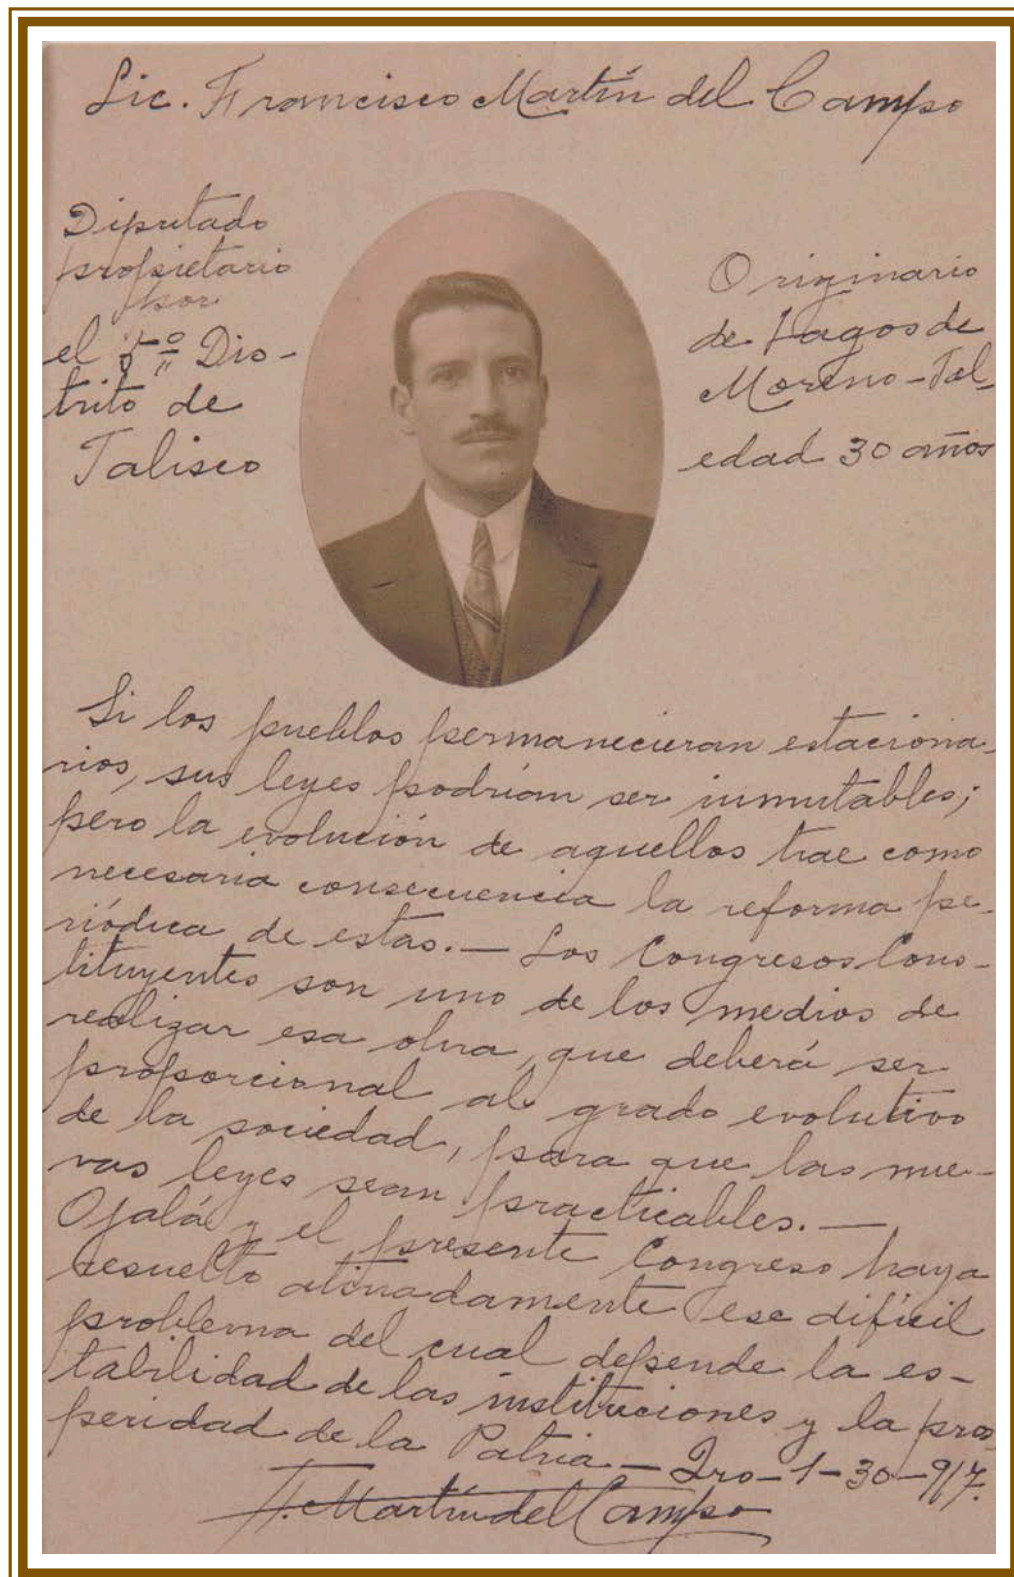 Lic. Francisco Martín del Campo
Diputado
propietario
por
el 5º Dis-
trito de
Jalisco
Originario
de Lagos de
Moreno - Jal.
edad 30 años
Si los pueblos permanecieran estaciona-
rios, sus leyes podrían ser inmutables;
pero la evolución de aquellos trae como
necesaria consecuencia la reforma pe-
riódica de estas. — Los Congresos Cons-
tituyentes son uno de los medios de
realizar esa obra, que deberá ser
proporcional al grado evolutivo
de la sociedad, para que las nue-
vas leyes sean practicables. —
Ojalá y el presente Congreso haya
resuelto atinadamente ese difícil
problema del cual depende la es-
tabilidad de las instituciones y la pros-
peridad de la Patria — Qro - 1 - 30 - 917.
F. Martín del Campo